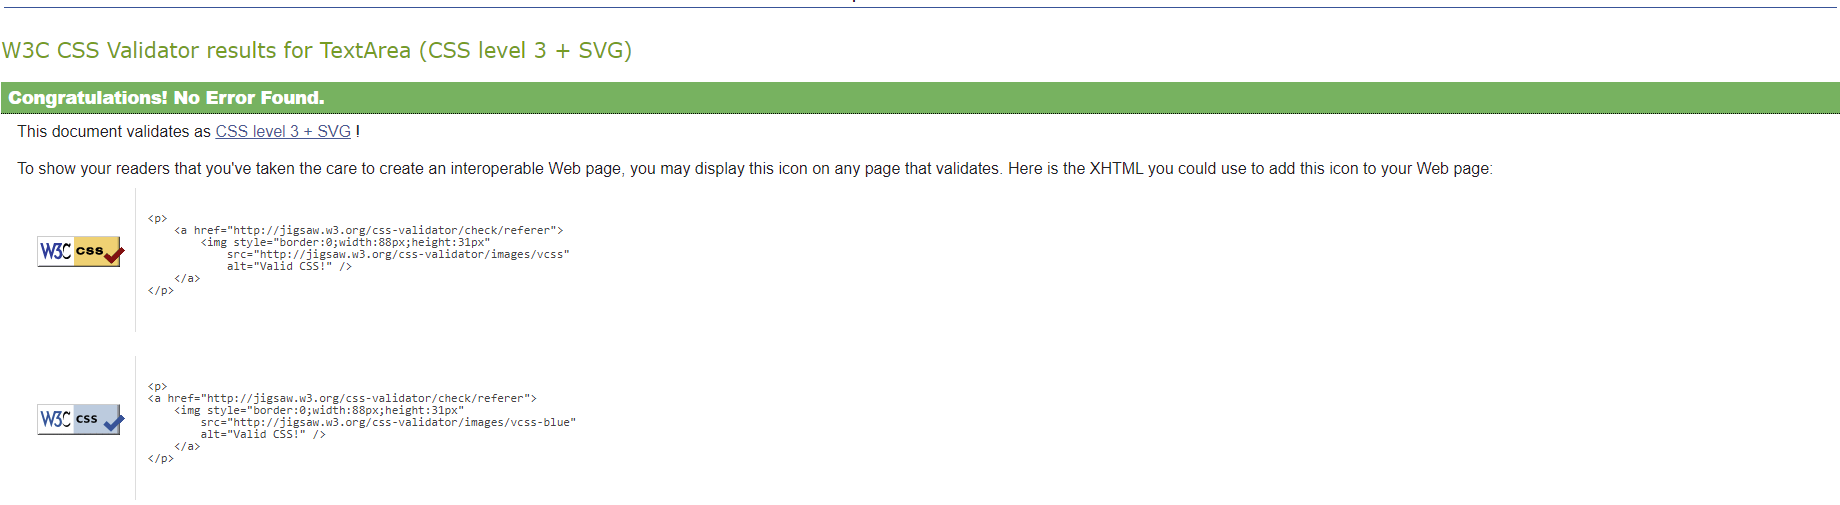 W3C CSS Validator results for TextArea (CSS level 3 + SVG)
Congratulations! No Error Found.
This document validates as CSS level 3 + SVG !
To show your readers that you've taken the care to create an interoperable Web page, you may display this icon on any page that validates. Here is the XHTML you could use to add this icon to your Web page:
W3C css
<p>
    <a href="http://jigsaw.w3.org/css-validator/check/referer">
        <img style="border:0;width:88px;height:31px"
            src="http://jigsaw.w3.org/css-validator/images/vcss"
            alt="Valid CSS!" />
    </a>
</p>
W3C css
<p>
<a href="http://jigsaw.w3.org/css-validator/check/referer">
    <img style="border:0;width:88px;height:31px"
        src="http://jigsaw.w3.org/css-validator/images/vcss-blue"
        alt="Valid CSS!" />
    </a>
</p>